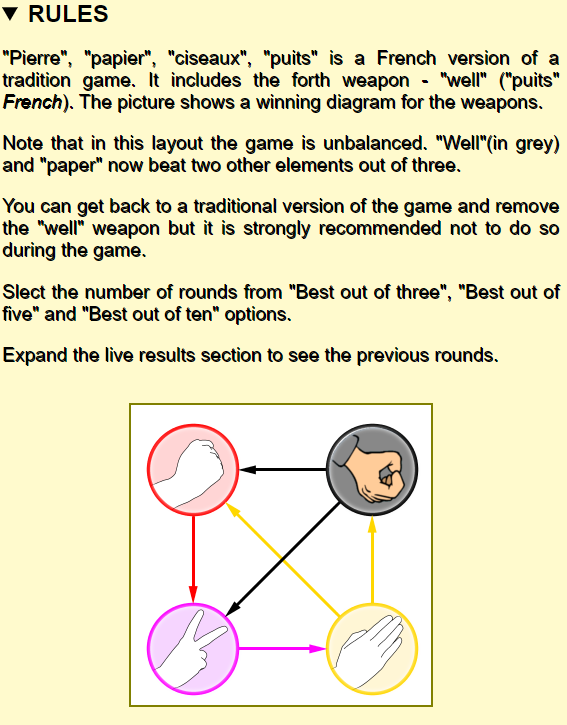 ▼ RULES
"Pierre", "papier", "ciseaux", "puits" is a French version of a
tradition game. It includes the forth weapon - "well" ("puits"
French). The picture shows a winning diagram for the weapons.
Note that in this layout the game is unbalanced. "Well"(in grey)
and "paper" now beat two other elements out of three.
You can get back to a traditional version of the game and remove
the "well" weapon but it is strongly recommended not to do so
during the game.
Slect the number of rounds from "Best out of three", "Best out of
five" and "Best out of ten" options.
Expand the live results section to see the previous rounds.